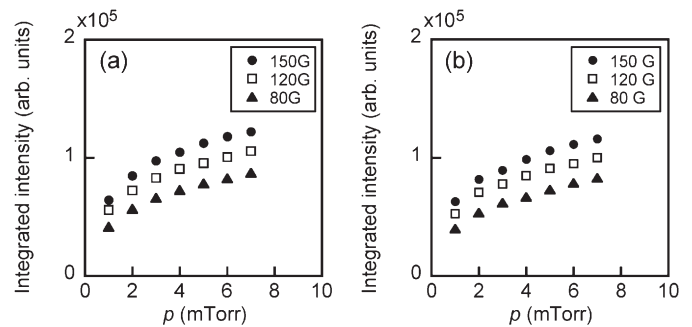 x10⁵
2
(a)
150G
120G
80G
Integrated intensity (arb. units)
1
0
0 2 4 6 8 10
p (mTorr)
x10⁵
2
(b)
150 G
120 G
80 G
Integrated intensity (arb. units)
1
0
0 2 4 6 8 10
p (mTorr)